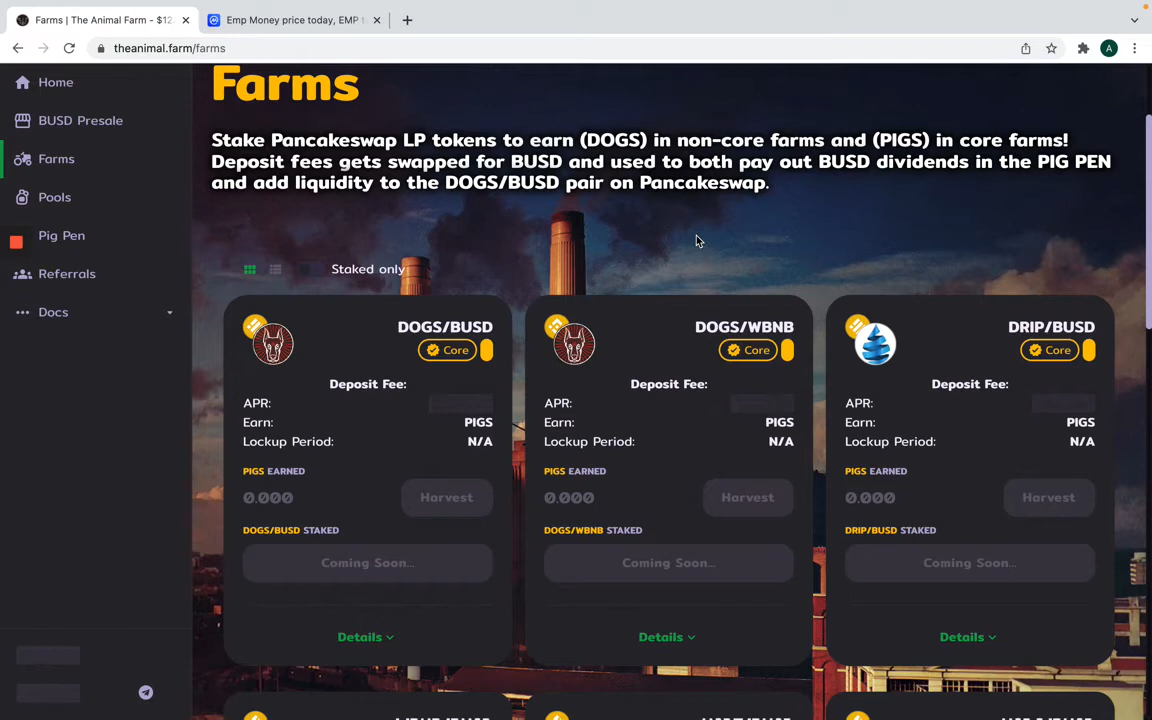 Farms | The Animal Farm - $12
Emp Money price today, EMP t
theanimal.farm/farms
A
Home
BUSD Presale
Farms
Pools
Pig Pen
Referrals
Docs
Farms
Stake Pancakeswap LP tokens to earn (DOGS) in non-core farms and (PIGS) in core farms!
Deposit fees gets swapped for BUSD and used to both pay out BUSD dividends in the PIG PEN
and add liquidity to the DOGS/BUSD pair on Pancakeswap.
Staked only
DOGS/BUSD
Core
Deposit Fee:
APR:
Earn: PIGS
Lockup Period: N/A
PIGS EARNED
0.000 Harvest
DOGS/BUSD STAKED
Coming Soon...
Details
DOGS/WBNB
Core
Deposit Fee:
APR:
Earn: PIGS
Lockup Period: N/A
PIGS EARNED
0.000 Harvest
DOGS/WBNB STAKED
Coming Soon...
Details
DRIP/BUSD
Core
Deposit Fee:
APR:
Earn: PIGS
Lockup Period: N/A
PIGS EARNED
0.000 Harvest
DRIP/BUSD STAKED
Coming Soon...
Details